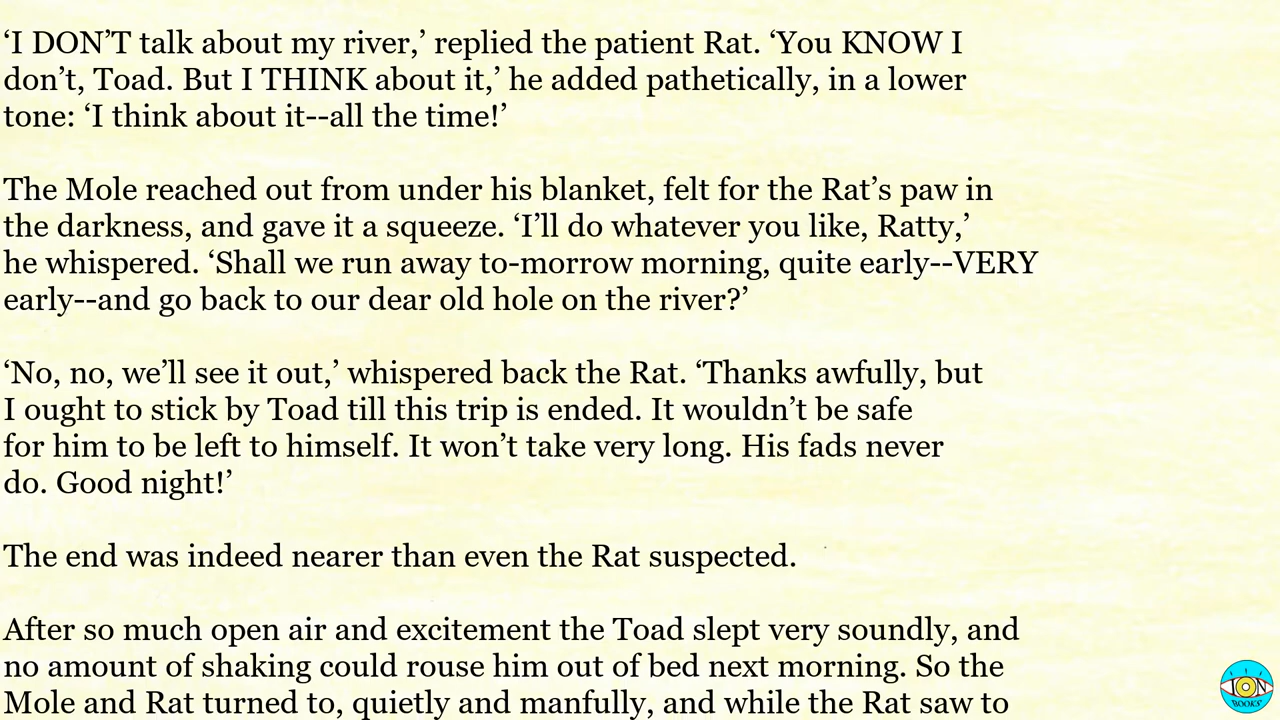 ‘I DON’T talk about my river,’ replied the patient Rat. ‘You KNOW I
don’t, Toad. But I THINK about it,’ he added pathetically, in a lower
tone: ‘I think about it--all the time!’
The Mole reached out from under his blanket, felt for the Rat’s paw in
the darkness, and gave it a squeeze. ‘I’ll do whatever you like, Ratty,’
he whispered. ‘Shall we run away to-morrow morning, quite early--VERY
early--and go back to our dear old hole on the river?’
‘No, no, we’ll see it out,’ whispered back the Rat. ‘Thanks awfully, but
I ought to stick by Toad till this trip is ended. It wouldn’t be safe
for him to be left to himself. It won’t take very long. His fads never
do. Good night!’
The end was indeed nearer than even the Rat suspected.
After so much open air and excitement the Toad slept very soundly, and
no amount of shaking could rouse him out of bed next morning. So the
Mole and Rat turned to, quietly and manfully, and while the Rat saw to
ION
BOOKS